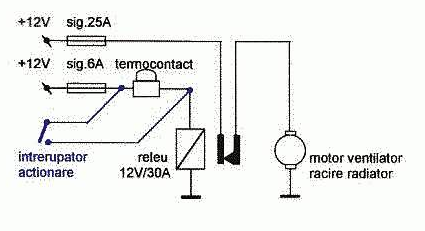 +12V sig.25A
+12V sig.6A termocontact
intrerupator
actionare
releu
12V/30A
motor ventilator
racire radiator